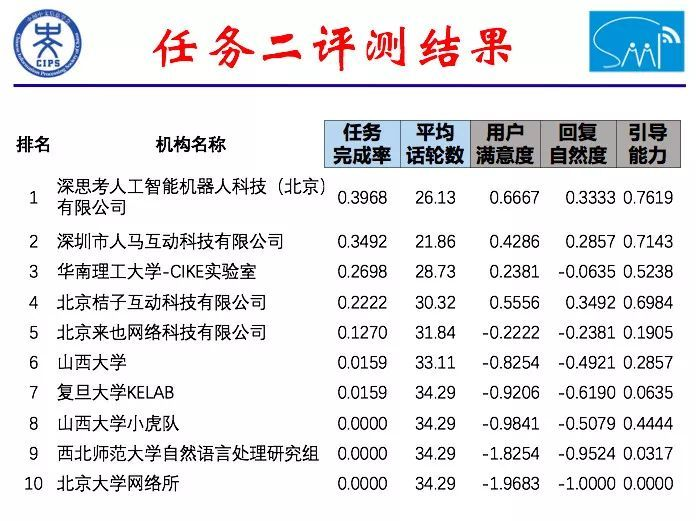 CIPS
任务二评测结果
SMP
排名 机构名称 任务完成率 平均话轮数 用户满意度 回复自然度 引导能力
1 深思考人工智能机器人科技（北京）有限公司 0.3968 26.13 0.6667 0.3333 0.7619
2 深圳市人马互动科技有限公司 0.3492 21.86 0.4286 0.2857 0.7143
3 华南理工大学-CIKE实验室 0.2698 28.73 0.2381 -0.0635 0.5238
4 北京桔子互动科技有限公司 0.2222 30.32 0.5556 0.3492 0.6984
5 北京来也网络科技有限公司 0.1270 31.84 -0.2222 -0.2381 0.1905
6 山西大学 0.0159 33.11 -0.8254 -0.4921 0.2857
7 复旦大学KELAB 0.0159 34.29 -0.9206 -0.6190 0.0635
8 山西大学小虎队 0.0000 34.29 -0.9841 -0.5079 0.4444
9 西北师范大学自然语言处理研究组 0.0000 34.29 -1.8254 -0.9524 0.0317
10 北京大学网络所 0.0000 34.29 -1.9683 -1.0000 0.0000